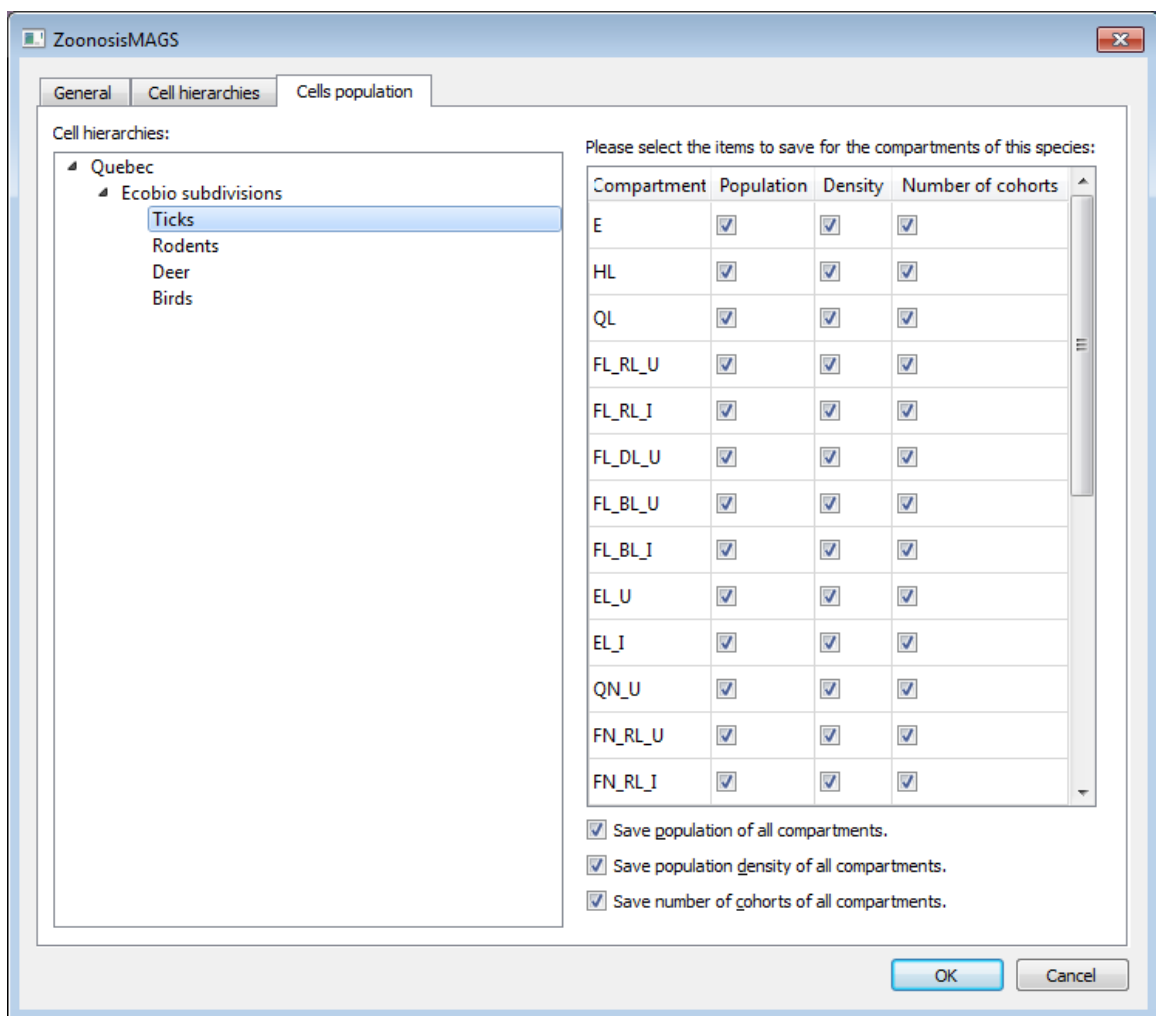 ZoonosisMAGS
General Cell hierarchies Cells population
Cell hierarchies:
Quebec
Ecobio subdivisions
Ticks
Rodents
Deer
Birds
Please select the items to save for the compartments of this species:
Compartment Population Density Number of cohorts
E
HL
QL
FL_RL_U
FL_RL_I
FL_DL_U
FL_BL_U
FL_BL_I
EL_U
EL_I
QN_U
FN_RL_U
FN_RL_I
Save population of all compartments.
Save population density of all compartments.
Save number of cohorts of all compartments.
OK Cancel